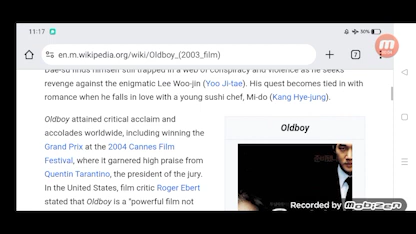 11:17
50%
en.m.wikipedia.org/wiki/Oldboy_(2003_film)
7
Dae-su finds himself still trapped in a web of conspiracy and violence as he seeks
revenge against the enigmatic Lee Woo-jin (Yoo Ji-tae). His quest becomes tied in with
romance when he falls in love with a young sushi chef, Mi-do (Kang Hye-jung).
Oldboy attained critical acclaim and
accolades worldwide, including winning the
Grand Prix at the 2004 Cannes Film
Festival, where it garnered high praise from
Quentin Tarantino, the president of the jury.
In the United States, film critic Roger Ebert
stated that Oldboy is a "powerful film not
Oldboy
Recorded by Mobizen